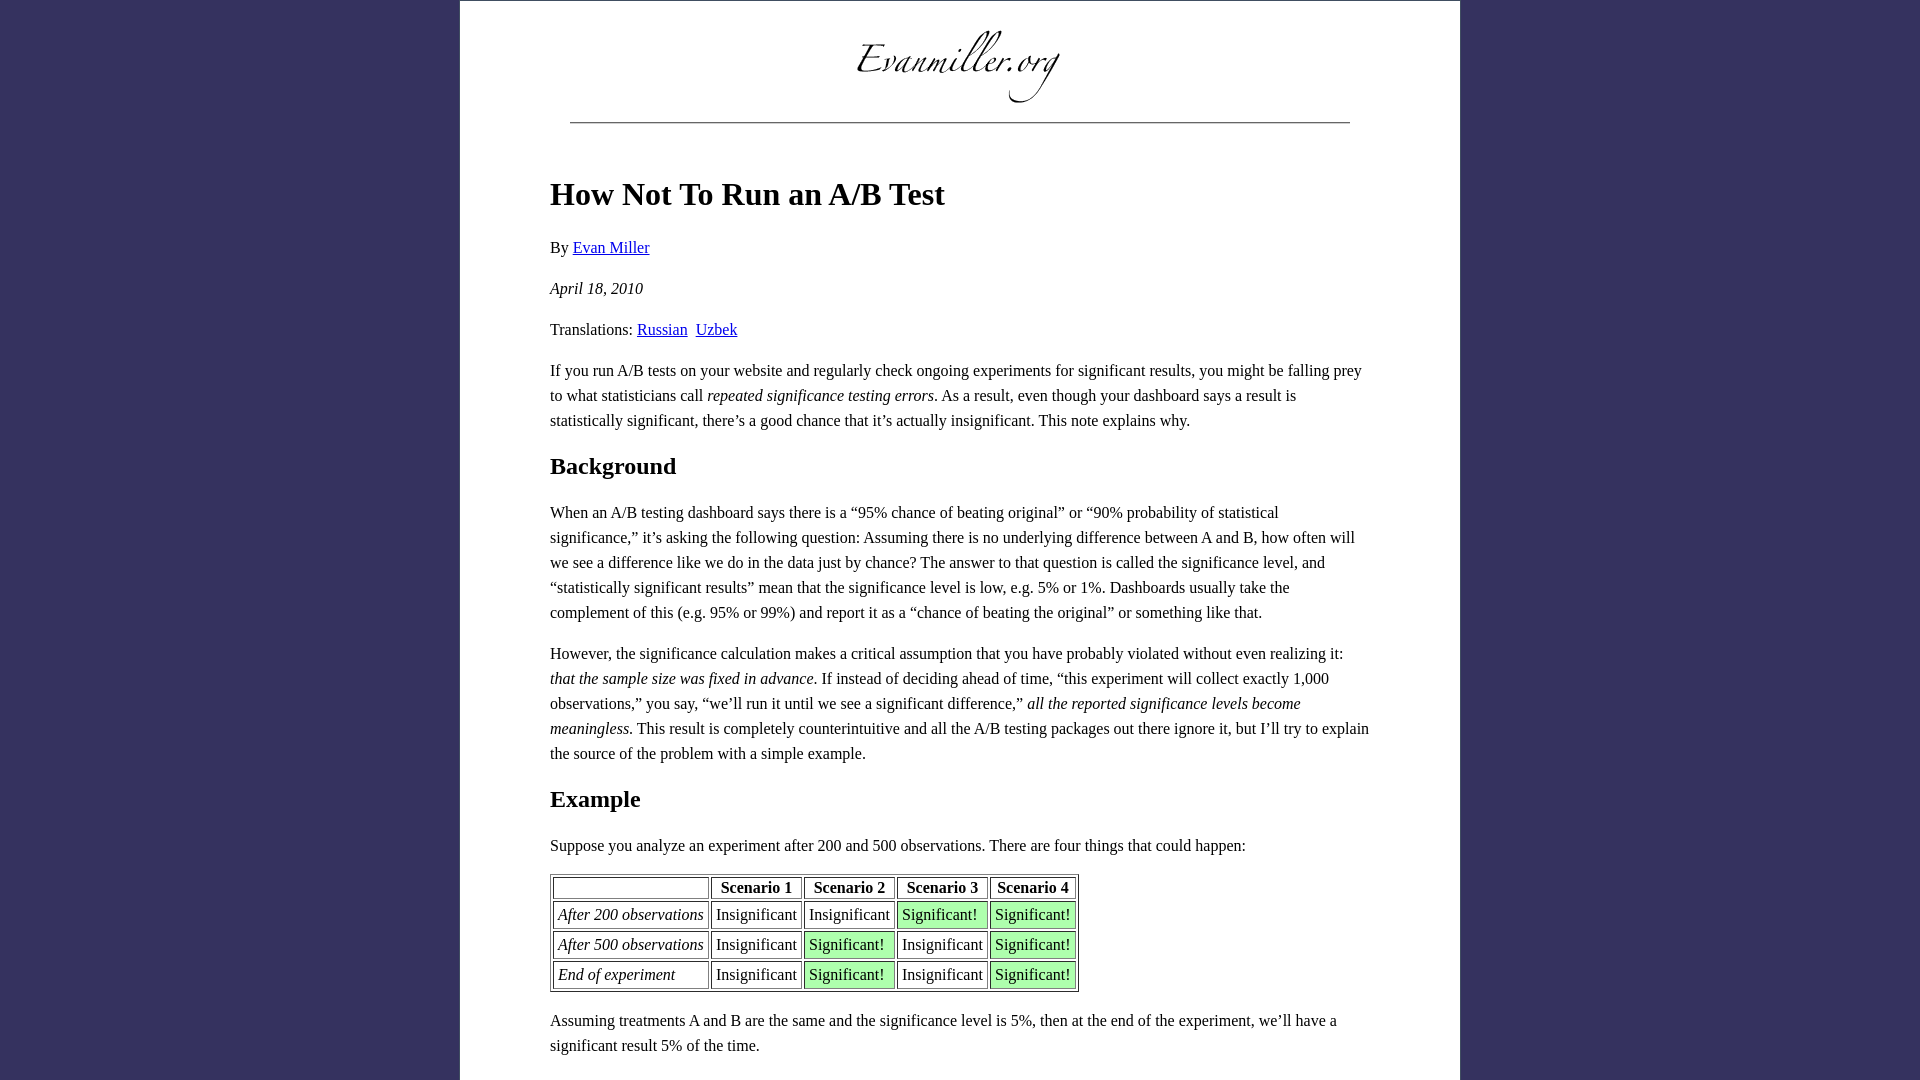 Evanmiller.org
How Not To Run an A/B Test
By Evan Miller
April 18, 2010
Translations: Russian Uzbek
If you run A/B tests on your website and regularly check ongoing experiments for significant results, you might be falling prey
to what statisticians call repeated significance testing errors. As a result, even though your dashboard says a result is
statistically significant, there’s a good chance that it’s actually insignificant. This note explains why.
Background
When an A/B testing dashboard says there is a “95% chance of beating original” or “90% probability of statistical
significance,” it’s asking the following question: Assuming there is no underlying difference between A and B, how often will
we see a difference like we do in the data just by chance? The answer to that question is called the significance level, and
“statistically significant results” mean that the significance level is low, e.g. 5% or 1%. Dashboards usually take the
complement of this (e.g. 95% or 99%) and report it as a “chance of beating the original” or something like that.
However, the significance calculation makes a critical assumption that you have probably violated without even realizing it:
that the sample size was fixed in advance. If instead of deciding ahead of time, “this experiment will collect exactly 1,000
observations,” you say, “we’ll run it until we see a significant difference,” all the reported significance levels become
meaningless. This result is completely counterintuitive and all the A/B testing packages out there ignore it, but I’ll try to explain
the source of the problem with a simple example.
Example
Suppose you analyze an experiment after 200 and 500 observations. There are four things that could happen:
Scenario 1 Scenario 2 Scenario 3 Scenario 4
After 200 observations Insignificant Insignificant Significant! Significant!
After 500 observations Insignificant Significant! Insignificant Significant!
End of experiment Insignificant Significant! Insignificant Significant!
Assuming treatments A and B are the same and the significance level is 5%, then at the end of the experiment, we’ll have a
significant result 5% of the time.